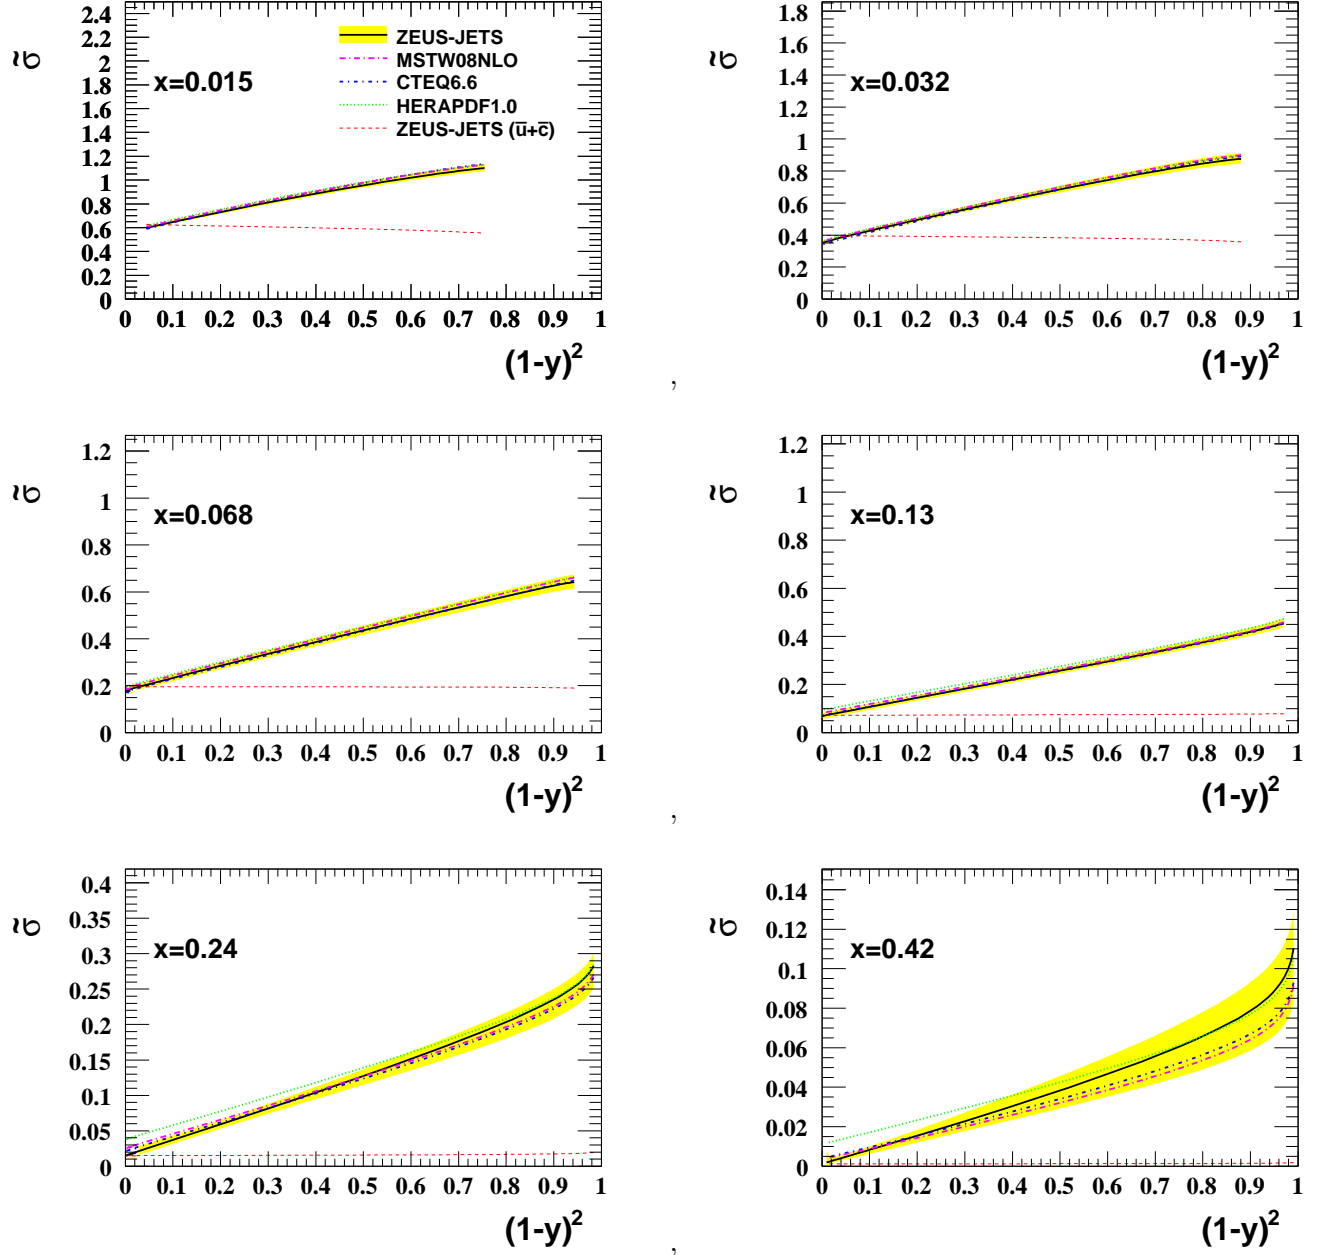 σ̃
2.4
2.2
2
1.8
1.6
1.4
1.2
1
0.8
0.6
0.4
0.2
0
x=0.015
ZEUS-JETS
MSTW08NLO
CTEQ6.6
HERAPDF1.0
ZEUS-JETS (u̅+c̅)
0 0.1 0.2 0.3 0.4 0.5 0.6 0.7 0.8 0.9 1
(1-y)²
,
σ̃
1.8
1.6
1.4
1.2
1
0.8
0.6
0.4
0.2
0
x=0.032
0 0.1 0.2 0.3 0.4 0.5 0.6 0.7 0.8 0.9 1
(1-y)²
σ̃
1.2
1
0.8
0.6
0.4
0.2
0
x=0.068
0 0.1 0.2 0.3 0.4 0.5 0.6 0.7 0.8 0.9 1
(1-y)²
,
σ̃
1.2
1
0.8
0.6
0.4
0.2
0
x=0.13
0 0.1 0.2 0.3 0.4 0.5 0.6 0.7 0.8 0.9 1
(1-y)²
σ̃
0.4
0.35
0.3
0.25
0.2
0.15
0.1
0.05
0
x=0.24
0 0.1 0.2 0.3 0.4 0.5 0.6 0.7 0.8 0.9 1
(1-y)²
,
σ̃
0.14
0.12
0.1
0.08
0.06
0.04
0.02
0
x=0.42
0 0.1 0.2 0.3 0.4 0.5 0.6 0.7 0.8 0.9 1
(1-y)²